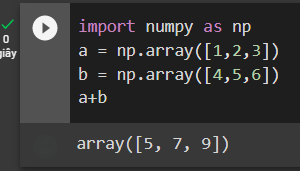 0
giây
import numpy as np
a = np.array([1,2,3])
b = np.array([4,5,6])
a+b
array([5, 7, 9])